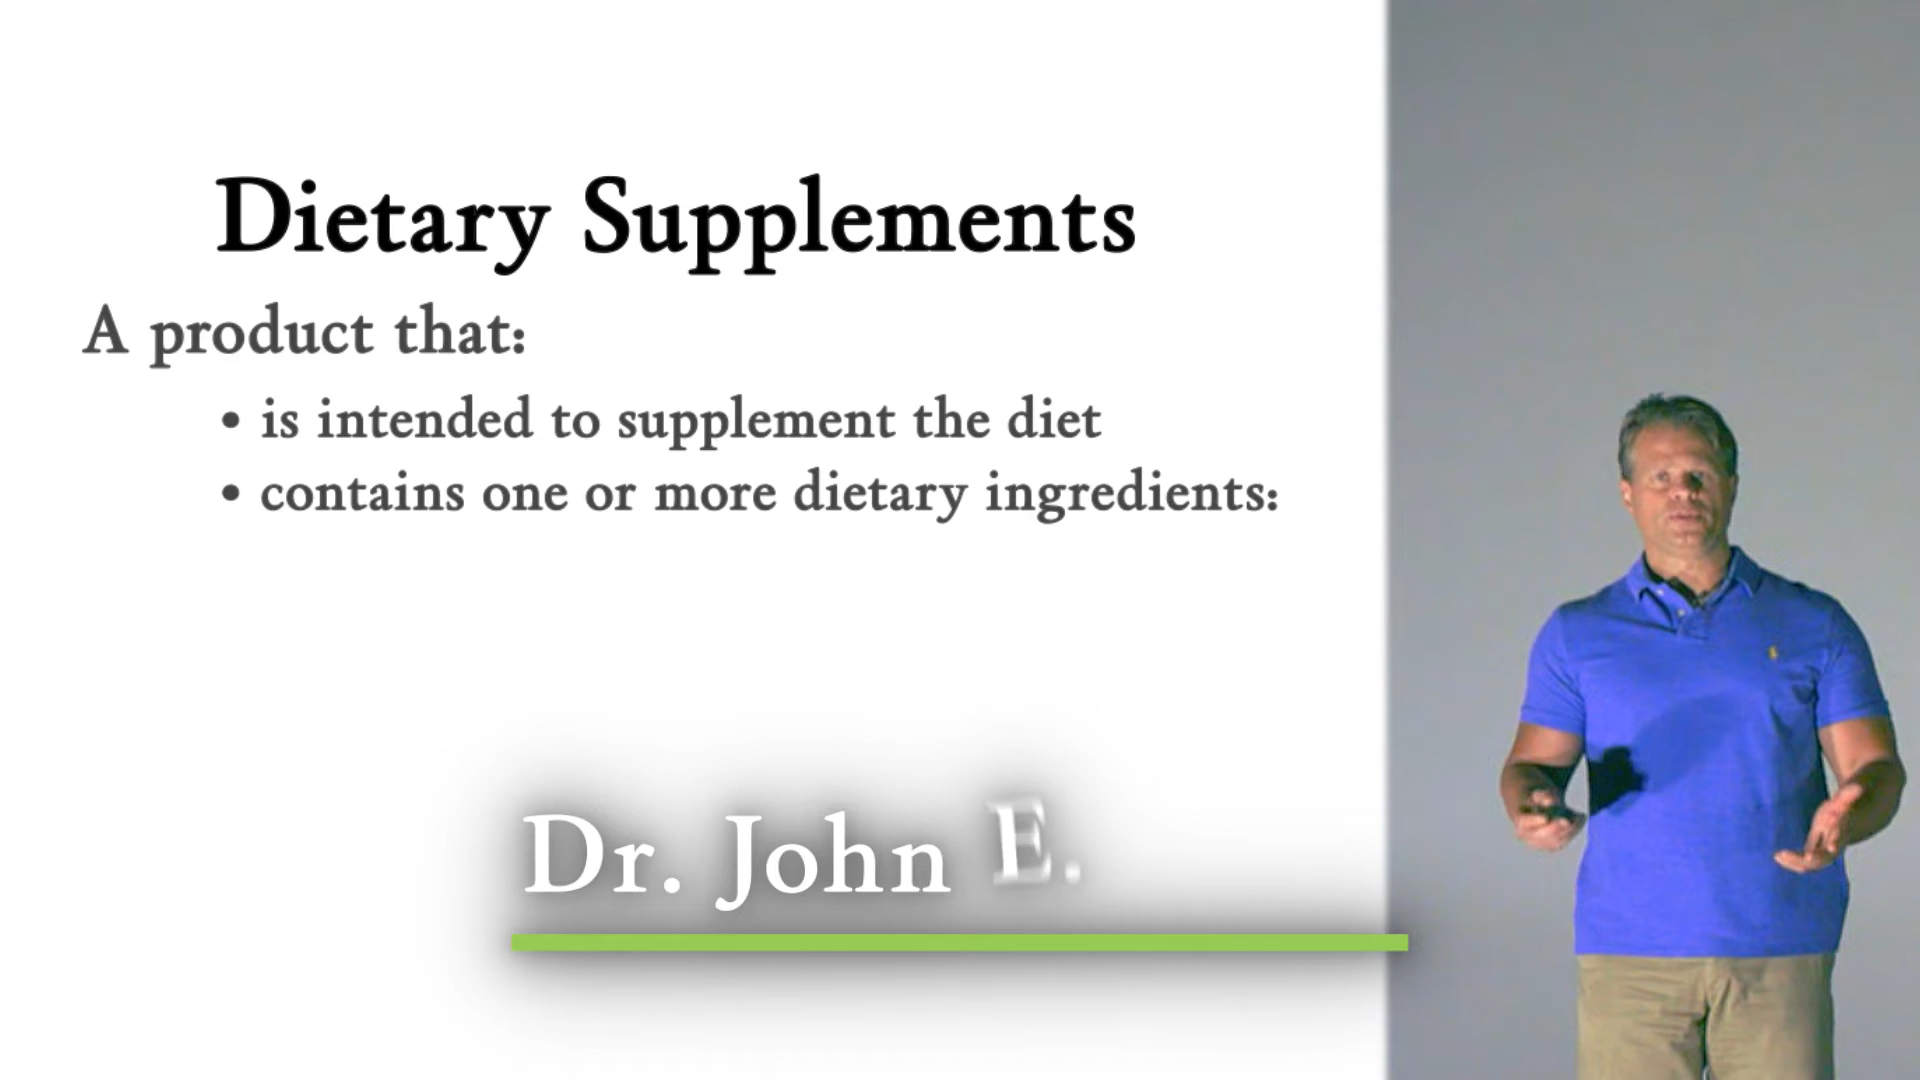 Dietary Supplements
A product that:
• is intended to supplement the diet
• contains one or more dietary ingredients:
Dr. John E.